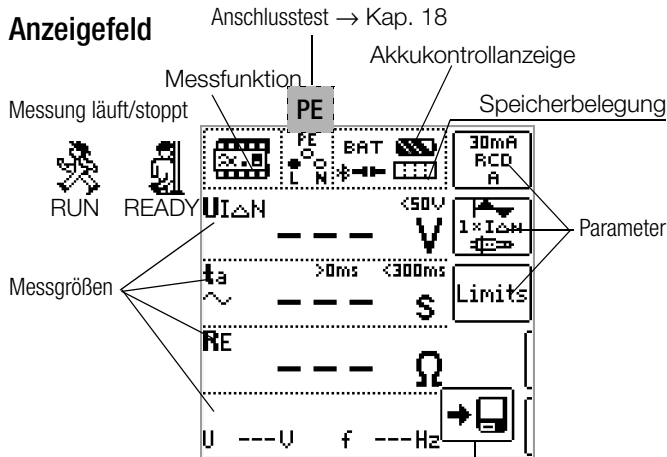 Anzeigefeld
Anschlusstest → Kap. 18
Akkukontrollanzeige
Messfunktion
Speicherbelegung
Messung läuft/stoppt
PE
RUN
READY
PE
L N
BAT
30mA
RCD
A
UI△N
<50V
--- V
1×I△N
Parameter
Messgrößen
ta
>0ms <300ms
~ --- s
Limits
RE
--- Ω
U ---V f ---Hz